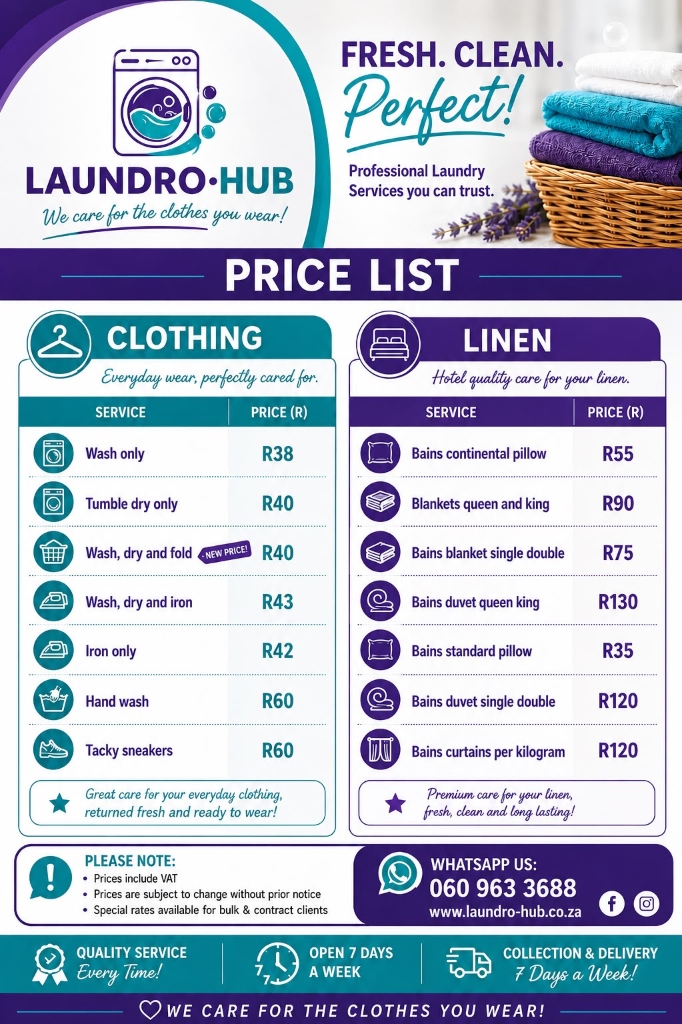 LAUNDRO•HUB
We care for the clothes you wear!
FRESH. CLEAN.
Perfect!
Professional Laundry
Services you can trust.
PRICE LIST
CLOTHING
Everyday wear, perfectly cared for.
SERVICE PRICE (R)
Wash only R38
Tumble dry only R40
Wash, dry and fold NEW PRICE! R40
Wash, dry and iron R43
Iron only R42
Hand wash R60
Tacky sneakers R60
Great care for your everyday clothing,
returned fresh and ready to wear!
LINEN
Hotel quality care for your linen.
SERVICE PRICE (R)
Bains continental pillow R55
Blankets queen and king R90
Bains blanket single double R75
Bains duvet queen king R130
Bains standard pillow R35
Bains duvet single double R120
Bains curtains per kilogram R120
Premium care for your linen,
fresh, clean and long lasting!
PLEASE NOTE:
• Prices include VAT
• Prices are subject to change without prior notice
• Special rates available for bulk & contract clients
WHATSAPP US:
060 963 3688
www.laundro-hub.co.za
QUALITY SERVICE
Every Time!
7 7
OPEN 7 DAYS
A WEEK
COLLECTION & DELIVERY
7 Days a Week!
WE CARE FOR THE CLOTHES YOU WEAR!